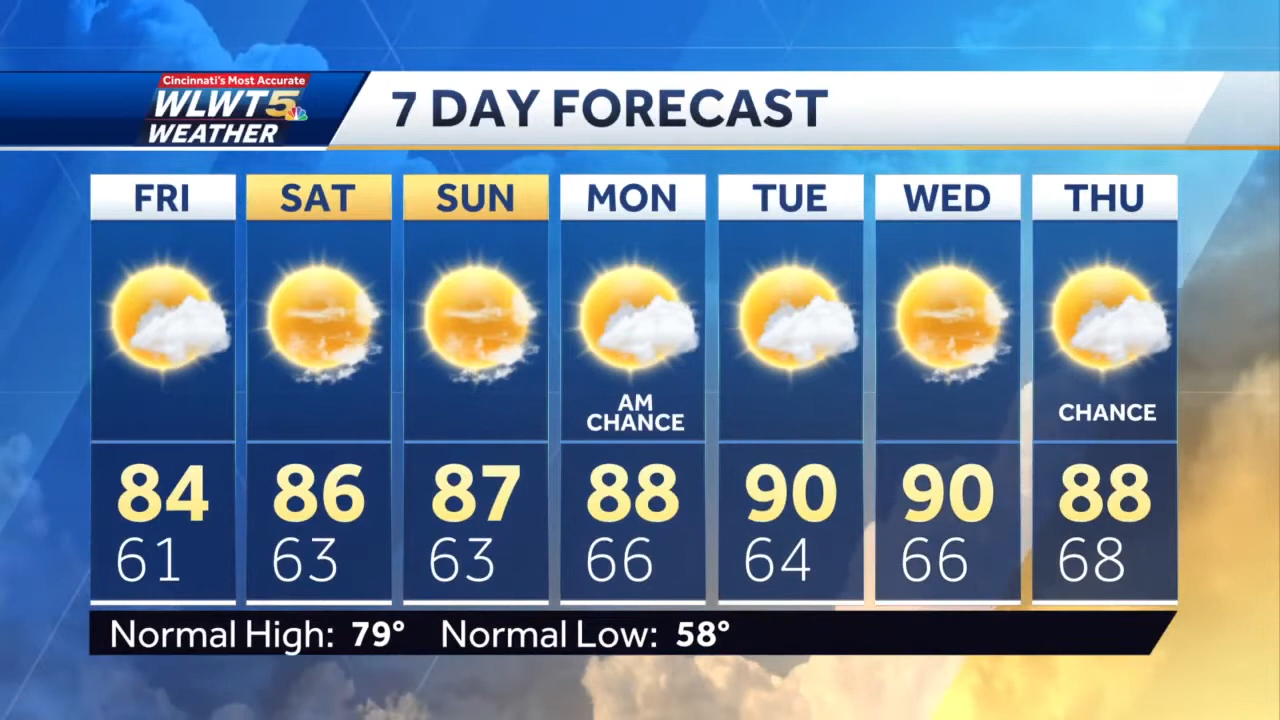 Cincinnati's Most Accurate
WLWT5
WEATHER
7 DAY FORECAST
FRI SAT SUN MON TUE WED THU
AM
CHANCE
CHANCE
84 86 87 88 90 90 88
61 63 63 66 64 66 68
Normal High: 79° Normal Low: 58°